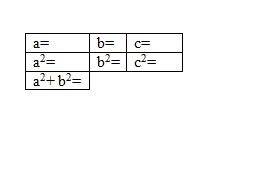 a= b= c=
a²= b²= c²=
a²+b²=